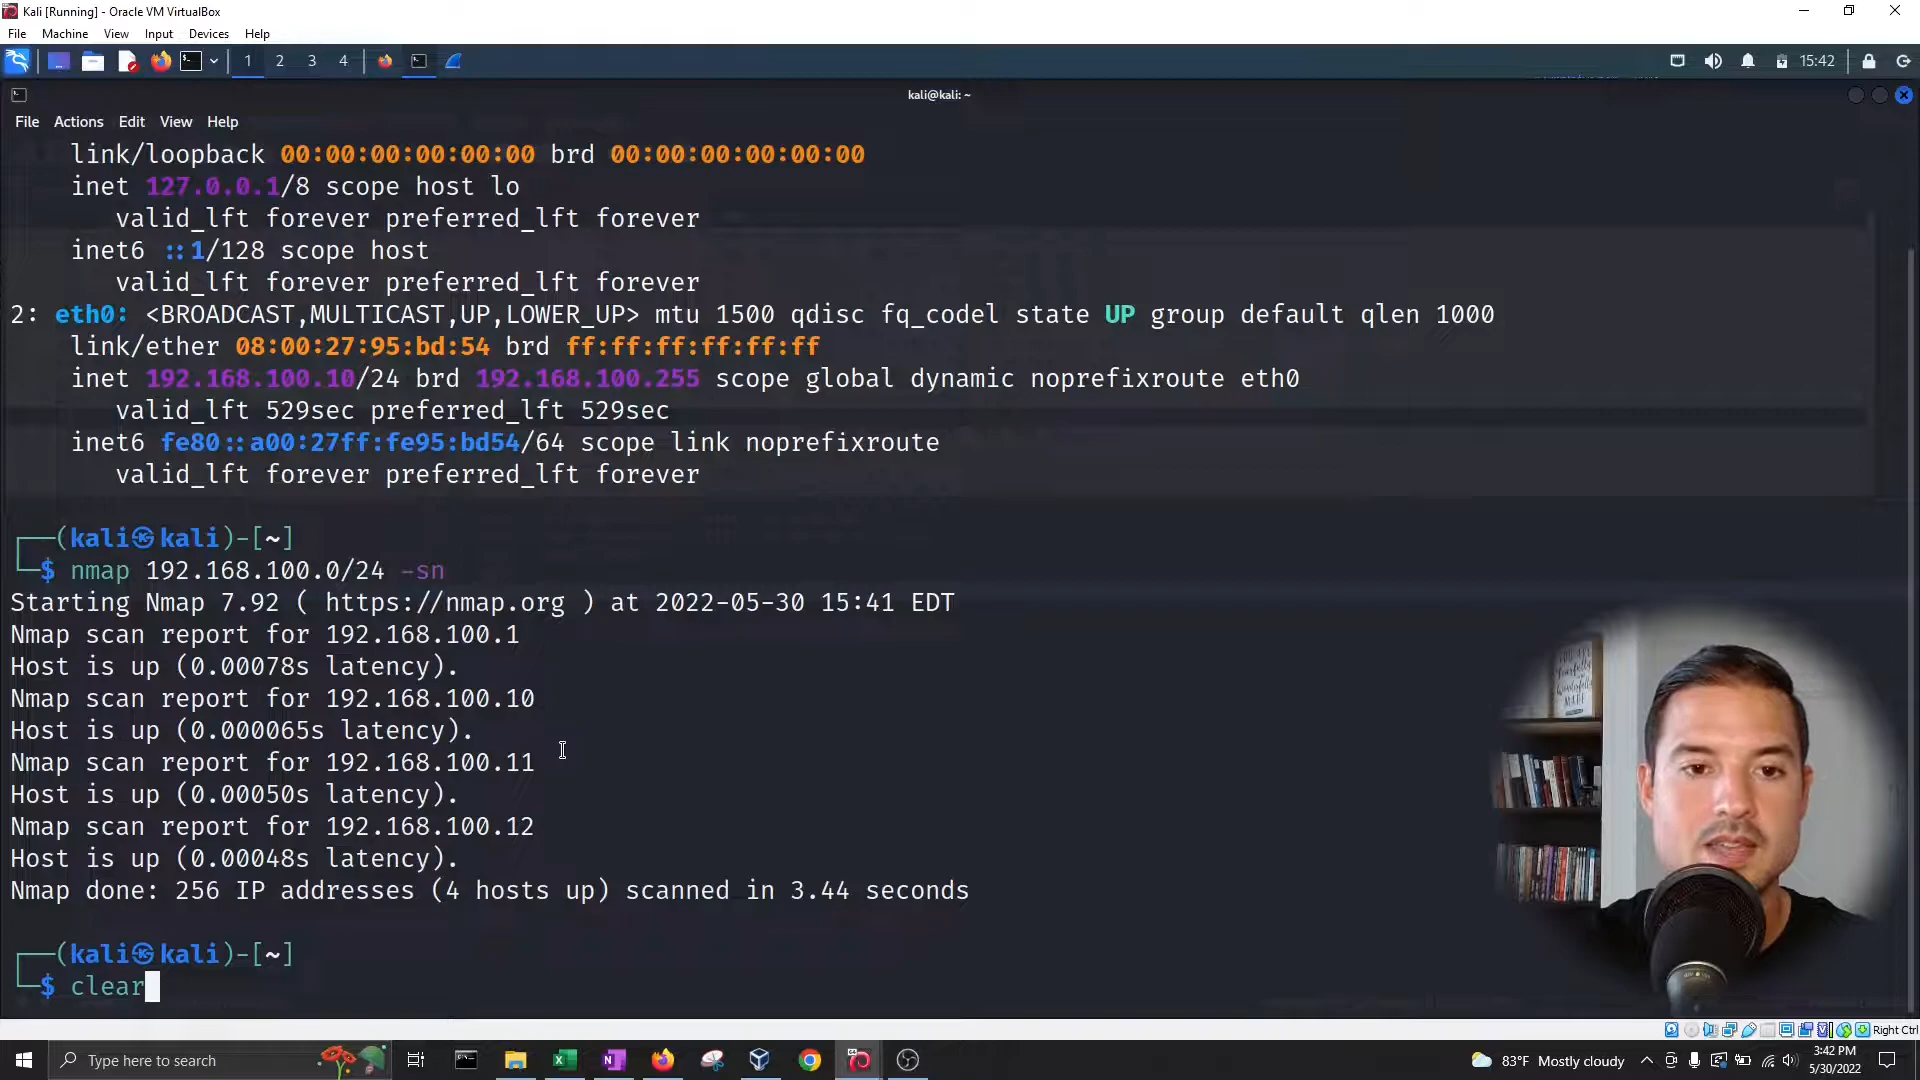 Kali [Running] - Oracle VM VirtualBox
File Machine View Input Devices Help
1 2 3 4
15:42
kali@kali: ~
File Actions Edit View Help
link/loopback 00:00:00:00:00:00 brd 00:00:00:00:00:00
inet 127.0.0.1/8 scope host lo
valid_lft forever preferred_lft forever
inet6 ::1/128 scope host
valid_lft forever preferred_lft forever
2: eth0: <BROADCAST,MULTICAST,UP,LOWER_UP> mtu 1500 qdisc fq_codel state UP group default qlen 1000
link/ether 08:00:27:95:bd:54 brd ff:ff:ff:ff:ff:ff
inet 192.168.100.10/24 brd 192.168.100.255 scope global dynamic noprefixroute eth0
valid_lft 529sec preferred_lft 529sec
inet6 fe80::a00:27ff:fe95:bd54/64 scope link noprefixroute
valid_lft forever preferred_lft forever
(kali㉿kali)-[~]
$ nmap 192.168.100.0/24 -sn
Starting Nmap 7.92 ( https://nmap.org ) at 2022-05-30 15:41 EDT
Nmap scan report for 192.168.100.1
Host is up (0.00078s latency).
Nmap scan report for 192.168.100.10
Host is up (0.000065s latency).
Nmap scan report for 192.168.100.11
Host is up (0.00050s latency).
Nmap scan report for 192.168.100.12
Host is up (0.00048s latency).
Nmap done: 256 IP addresses (4 hosts up) scanned in 3.44 seconds
(kali㉿kali)-[~]
$ clear
Right Ctrl
Type here to search
83°F Mostly cloudy
3:42 PM
5/30/2022